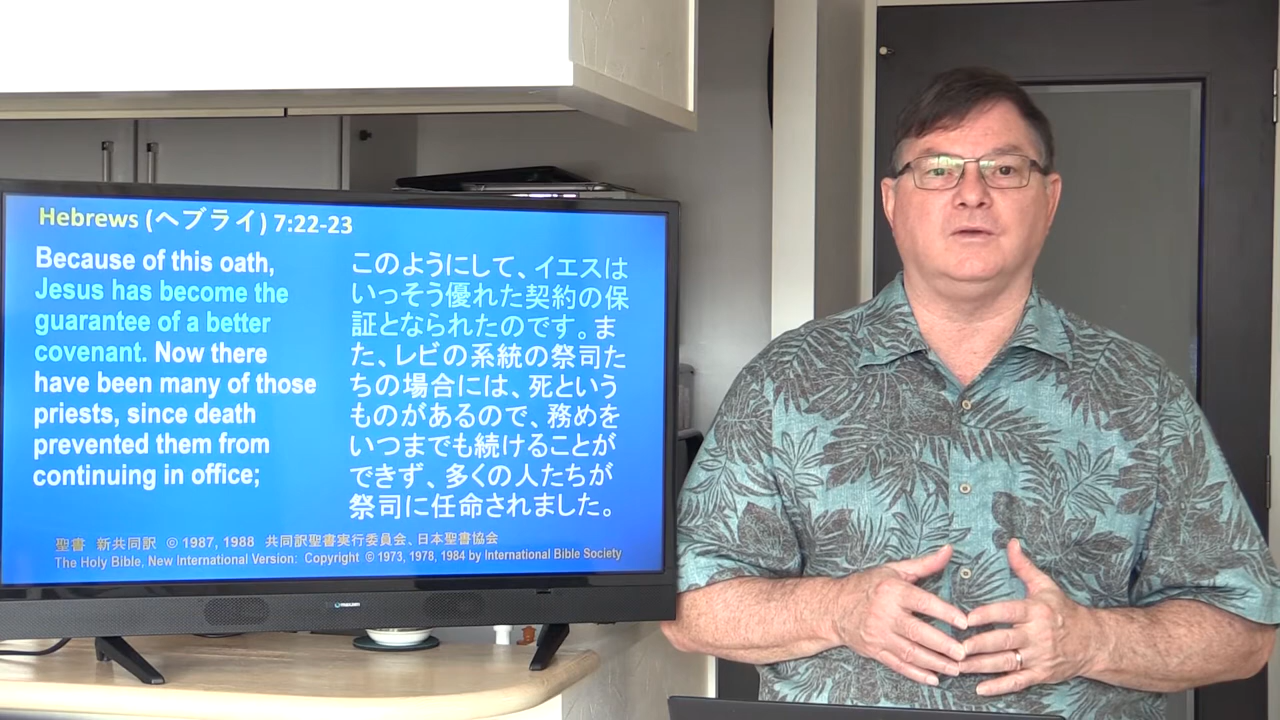 Hebrews (ヘブライ) 7:22-23
Because of this oath,
Jesus has become the
guarantee of a better
covenant. Now there
have been many of those
priests, since death
prevented them from
continuing in office;
このようにして、イエスは
いっそう優れた契約の保
証となられたのです。ま
た、レビの系統の祭司た
ちの場合には、死という
ものがあるので、務めを
いつまでも続けることが
できず、多くの人たちが
祭司に任命されました。
聖書　新共同訳　© 1987, 1988　共同訳聖書実行委員会、日本聖書協会
The Holy Bible, New International Version: Copyright © 1973, 1978, 1984 by International Bible Society